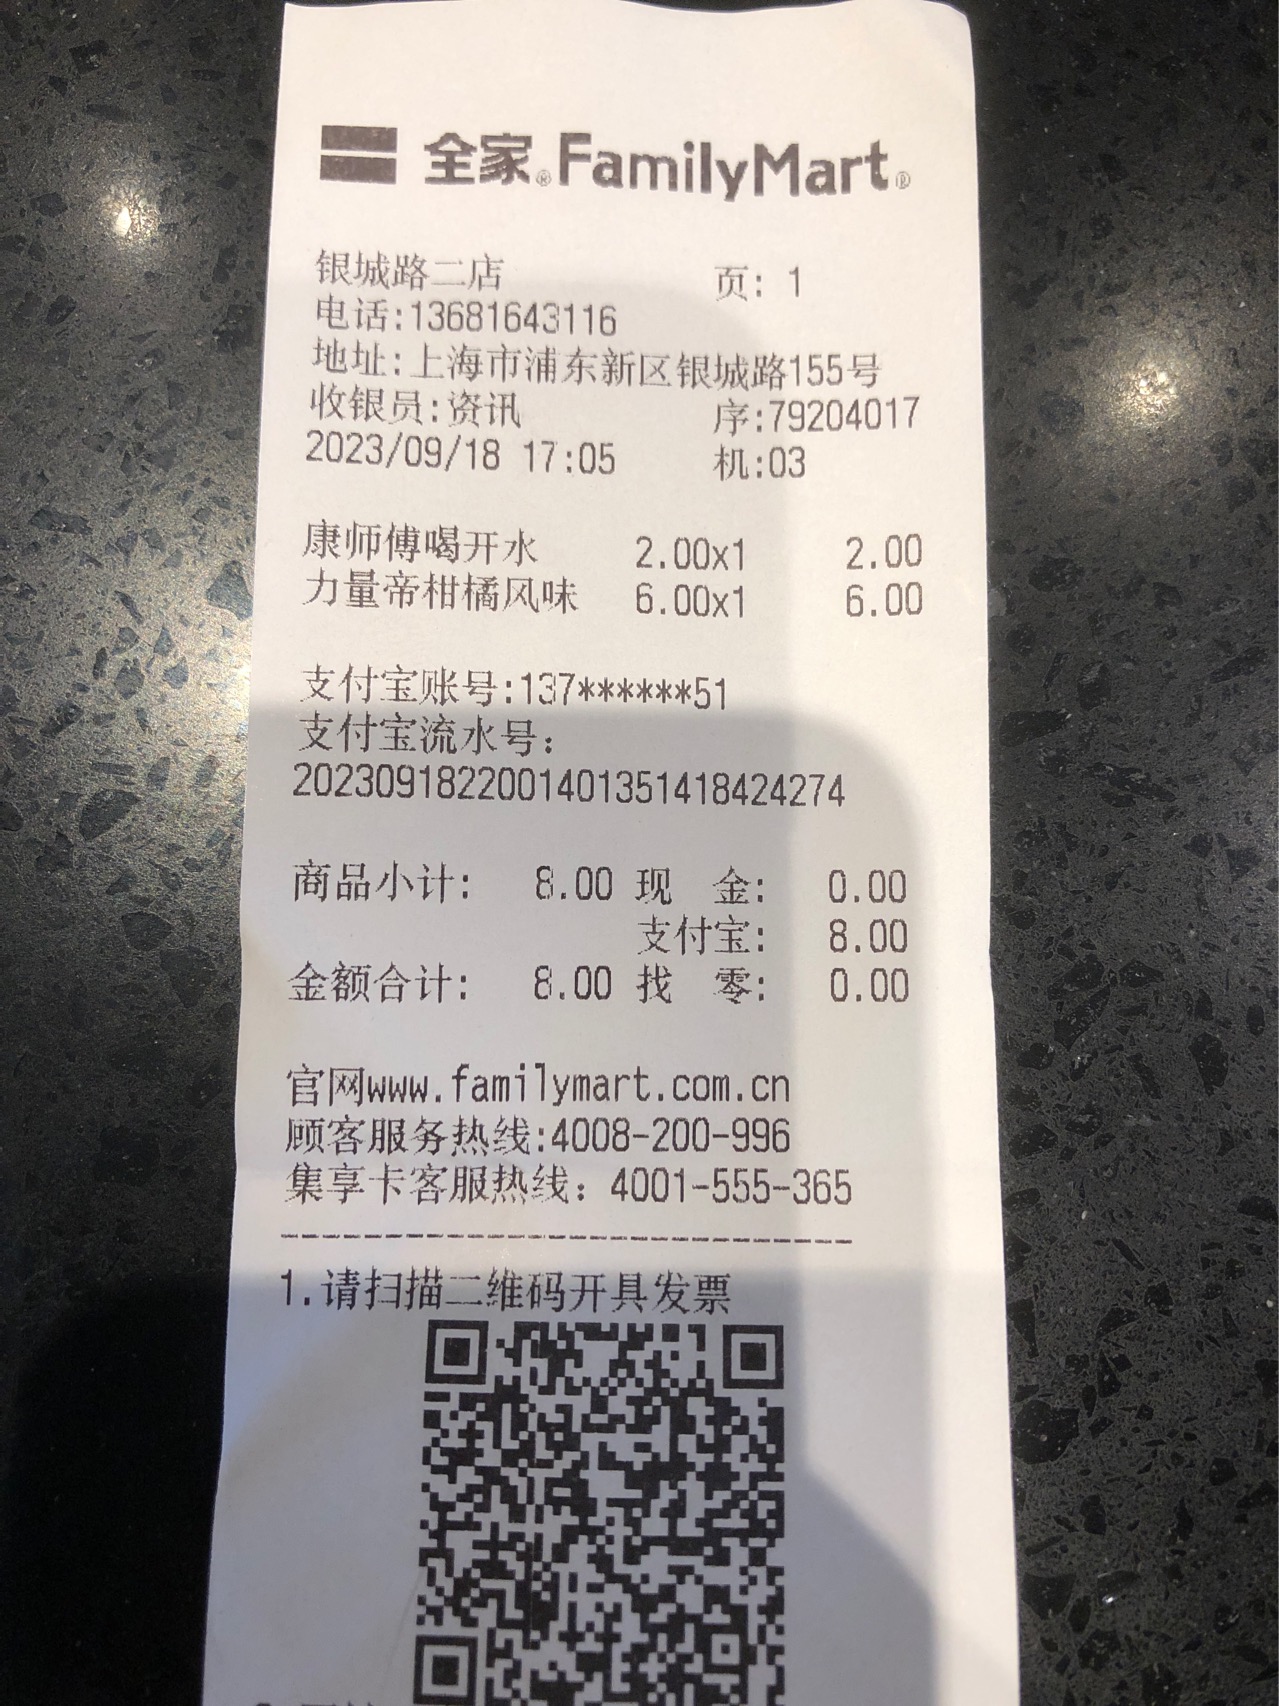 全家® FamilyMart®
银城路二店 页: 1
电话:13681643116
地址:上海市浦东新区银城路155号
收银员:资讯 序:79204017
2023/09/18 17:05 机:03
康师傅喝开水 2.00x1 2.00
力量帝柑橘风味 6.00x1 6.00
支付宝账号:137******51
支付宝流水号:
2023091822001401351418424274
商品小计: 8.00 现 金: 0.00
支付宝: 8.00
金额合计: 8.00 找 零: 0.00
官网www.familymart.com.cn
顾客服务热线:4008-200-996
集享卡客服热线: 4001-555-365
------------------------------
1.请扫描二维码开具发票